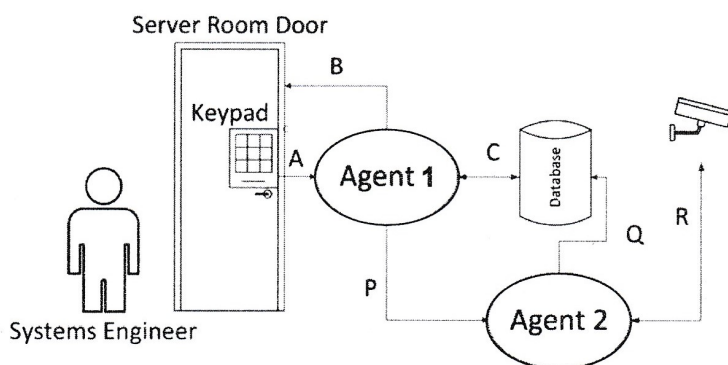 Server Room Door
B
Keypad
A
Agent 1
C
Database
R
Q
P
Agent 2
Systems Engineer